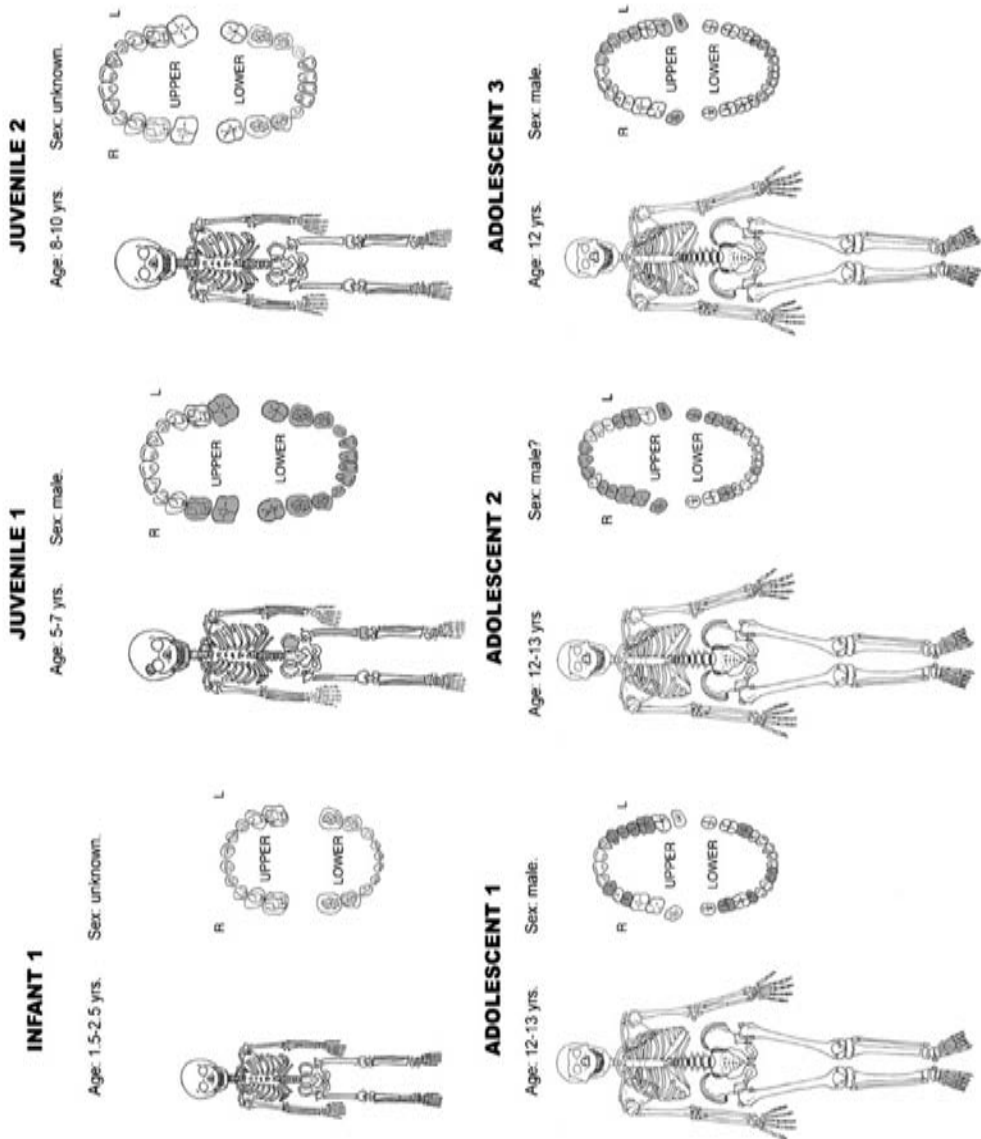 INFANT 1
Age: 1.5-2.5 yrs. Sex: unknown.
R L
UPPER
LOWER
JUVENILE 1
Age: 5-7 yrs. Sex: male.
R L
UPPER
LOWER
JUVENILE 2
Age: 8-10 yrs. Sex: unknown.
R L
UPPER
LOWER
ADOLESCENT 1
Age: 12-13 yrs. Sex: male.
R L
UPPER
LOWER
ADOLESCENT 2
Age: 12-13 yrs Sex: male?
R L
UPPER
LOWER
ADOLESCENT 3
Age: 12 yrs. Sex: male.
R L
UPPER
LOWER